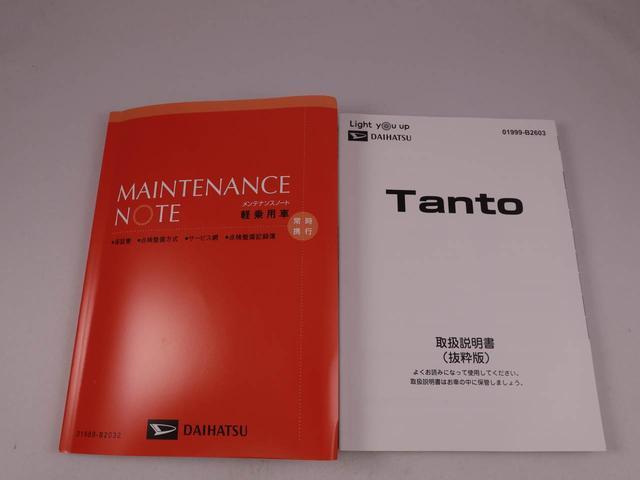 MAINTENANCE
NOTE
メンテナンスノート
軽乗用車
常時
携行
●保証書 ●点検整備方式 ●サービス網 ●点検整備記録簿
DAIHATSU
01999-B2032
Light you up
DAIHATSU
01999-B2603
Tanto
取扱説明書
(抜粋版)
よくお読みになって使用してください。
取扱説明書はお車の中に保管しましょう。